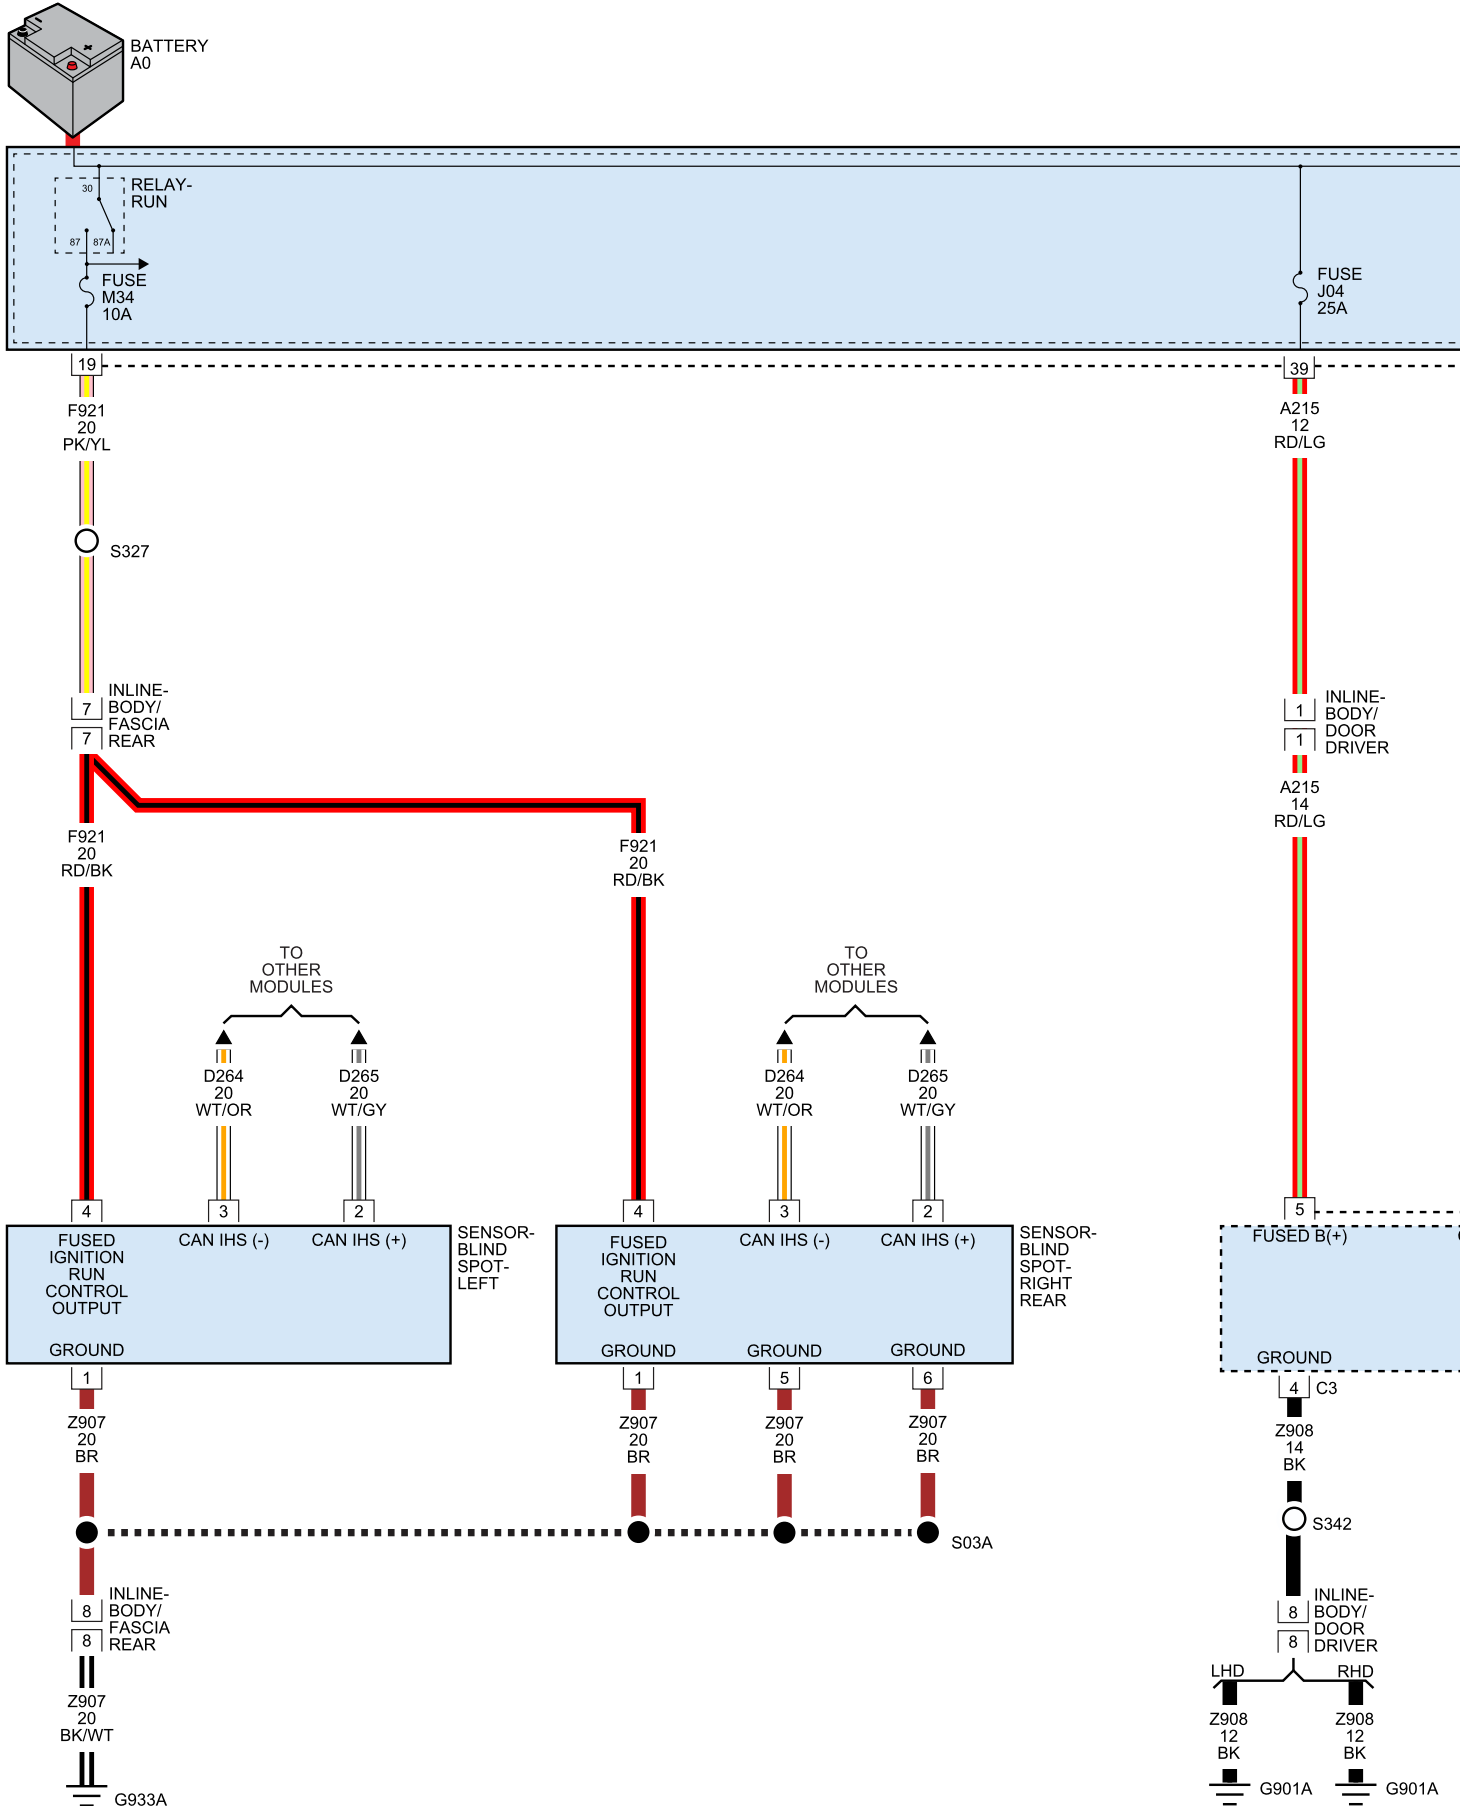 BATTERY
A0
30
RELAY-
RUN
87
87A
FUSE
M34
10A
FUSE
J04
25A
19
39
F921
20
PK/YL
A215
12
RD/LG
S327
7
7
INLINE-
BODY/
FASCIA
REAR
1
1
INLINE-
BODY/
DOOR
DRIVER
F921
20
RD/BK
F921
20
RD/BK
A215
14
RD/LG
TO
OTHER
MODULES
TO
OTHER
MODULES
D264
20
WT/OR
D265
20
WT/GY
D264
20
WT/OR
D265
20
WT/GY
4
3
2
4
3
2
5
FUSED
IGNITION
RUN
CONTROL
OUTPUT
CAN IHS (-)
CAN IHS (+)
GROUND
SENSOR-
BLIND
SPOT-
LEFT
FUSED
IGNITION
RUN
CONTROL
OUTPUT
CAN IHS (-)
CAN IHS (+)
GROUND
GROUND
GROUND
SENSOR-
BLIND
SPOT-
RIGHT
REAR
FUSED B(+)
GROUND
1
1
5
6
4
C3
Z907
20
BR
Z907
20
BR
Z907
20
BR
Z907
20
BR
Z908
14
BK
S03A
S342
8
8
INLINE-
BODY/
FASCIA
REAR
8
8
INLINE-
BODY/
DOOR
DRIVER
LHD
RHD
Z907
20
BK/WT
Z908
12
BK
Z908
12
BK
G933A
G901A
G901A